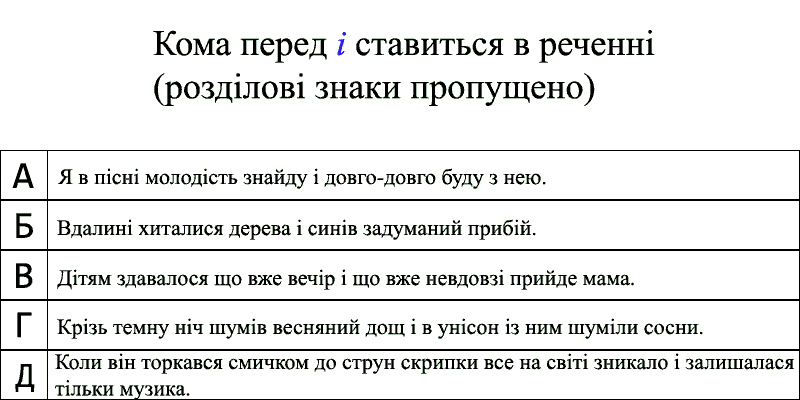 Кома перед і ставиться в реченні
(розділові знаки пропущено)
А Я в пісні молодість знайду і довго-довго буду з нею.
Б Вдалині хиталися дерева і синів задуманий прибій.
В Дітям здавалося що вже вечір і що вже невдовзі прийде мама.
Г Крізь темну ніч шумів весняний дощ і в унісон із ним шуміли сосни.
Д Коли він торкався смичком до струн скрипки все на світі зникало і залишалася
тільки музика.